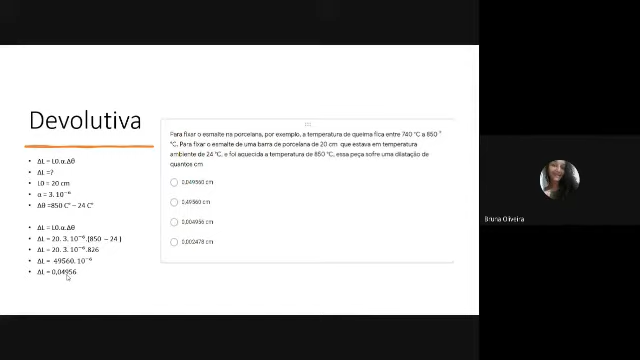 Devolutiva
ΔL = L0.α.Δθ
ΔL =?
L0 = 20 cm
α = 3. 10⁻⁶
Δθ =850 C° – 24 C°
ΔL = L0.α.Δθ
ΔL = 20. 3. 10⁻⁶.(850 – 24 )
ΔL = 20. 3. 10⁻⁶.826
ΔL = 49560. 10⁻⁶
ΔL = 0,04956
Para fixar o esmalte na porcelana, por exemplo, a temperatura de queima fica entre 740 °C a 850 °
°C. Para fixar o esmalte de uma barra de porcelana de 20 cm que estava em temperatura
ambiente de 24 °C. e foi aquecida a temperatura de 850 °C, essa peça sofre uma dilatação de
quantos cm
0,049560 cm
0,49560 cm
0,004956 cm
0,002478 cm
Bruna Oliveira